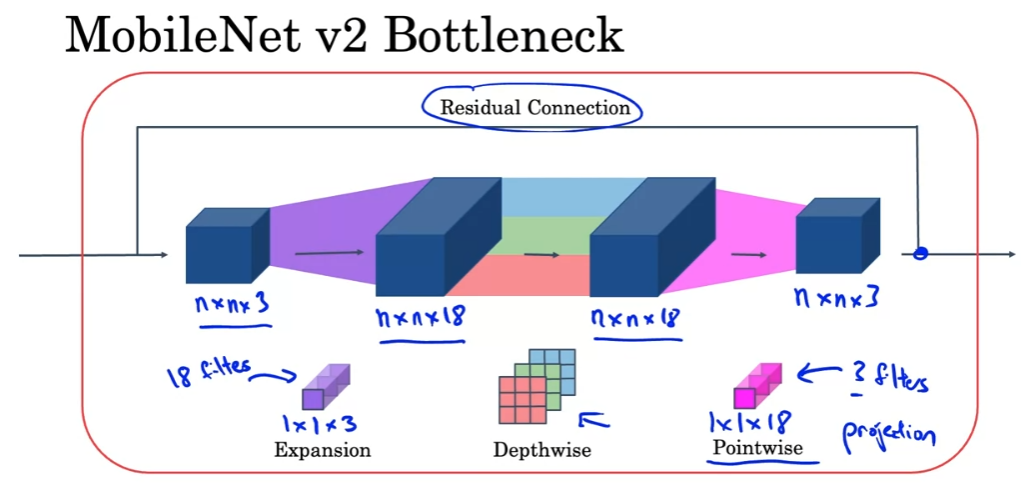 MobileNet v2 Bottleneck
Residual Connection
n×n×3
n×n×18
n×n×18
n×n×3
18 filters
1×1×3
Expansion
Depthwise
1×1×18
Pointwise
3 filters
projection